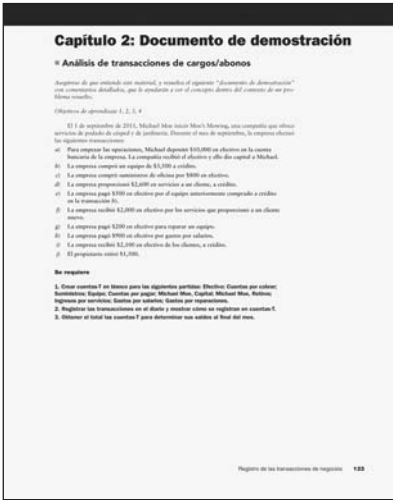 Capítulo 2: Documento de demostración
Análisis de transacciones de cargos/abonos
Asegúrese de que entiende este material, y resuelva el siguiente "documento de demostración"
con comentarios detallados, que le ayudarán a ver el concepto dentro del contexto de un pro-
blema resuelto.
Objetivos de aprendizaje 1, 2, 3, 4
El 1 de septiembre de 2011, Michael Moe inició Moe's Mowing, una compañía que ofrece
servicios de podado de césped y de jardinería. Durante el mes de septiembre, la empresa efectuó
las siguientes transacciones:
a) Para empezar las operaciones, Michael depositó $10,000 en efectivo en la cuenta
bancaria de la empresa. La compañía recibió el efectivo y ello dio capital a Michael.
b) La empresa compró un equipo de $3,500 a crédito.
c) La empresa compró suministros de oficina por $800 en efectivo.
d) La empresa proporcionó $2,600 en servicios a un cliente, a crédito.
e) La empresa pagó $500 en efectivo por el equipo anteriormente comprado a crédito
en la transacción b).
f) La empresa recibió $2,000 en efectivo por los servicios que proporcionó a un cliente
nuevo.
g) La empresa pagó $200 en efectivo para reparar un equipo.
h) La empresa pagó $900 en efectivo por gastos por salarios.
i) La empresa recibió $2,100 en efectivo de los clientes, a crédito.
j) El propietario retiró $1,500.
Se requiere
1. Crear cuentas-T en blanco para las siguientes partidas: Efectivo; Cuentas por cobrar;
Suministros; Equipo; Cuentas por pagar; Michael Moe, Capital; Michael Moe, Retiros;
Ingresos por servicios; Gastos por salarios; Gastos por reparaciones.
2. Registrar las transacciones en el diario y mostrar cómo se registran en cuentas-T.
3. Obtener el total las cuentas-T para determinar sus saldos al final del mes.
Registro de las transacciones de negocios 133